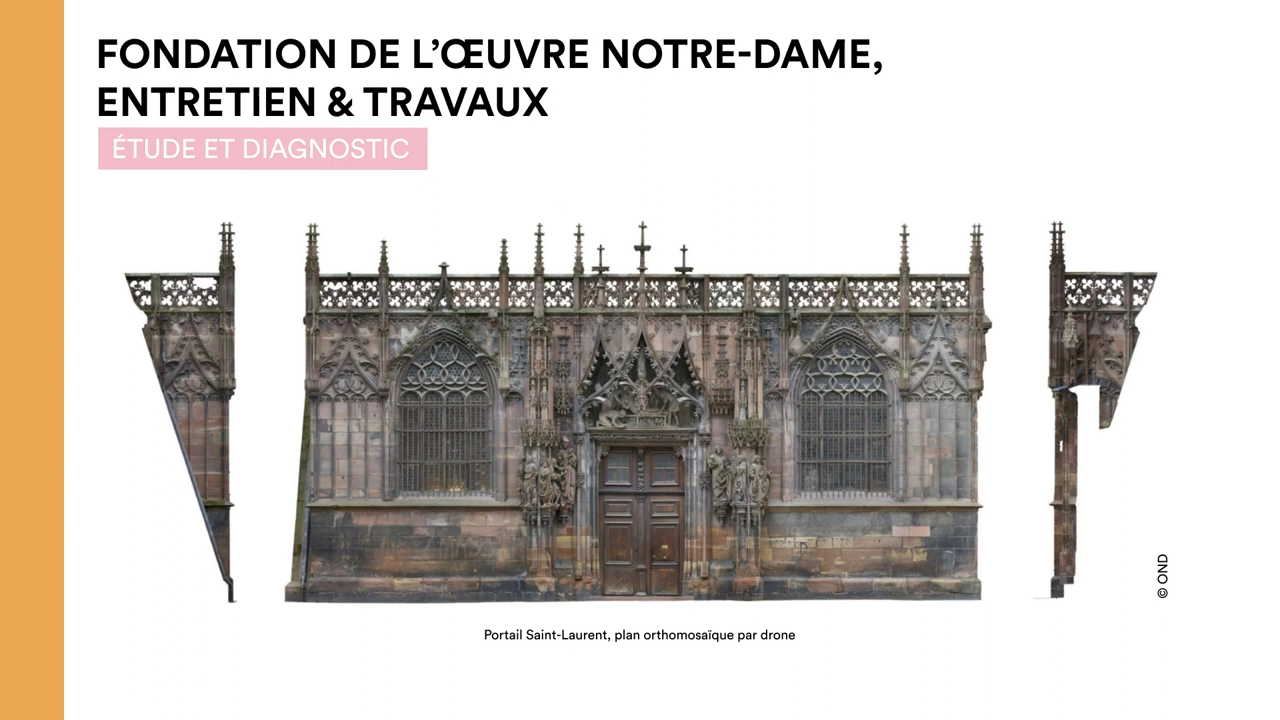 FONDATION DE L’ŒUVRE NOTRE-DAME,
ENTRETIEN & TRAVAUX
ÉTUDE ET DIAGNOSTIC
© OND
Portail Saint-Laurent, plan orthomosaïque par drone